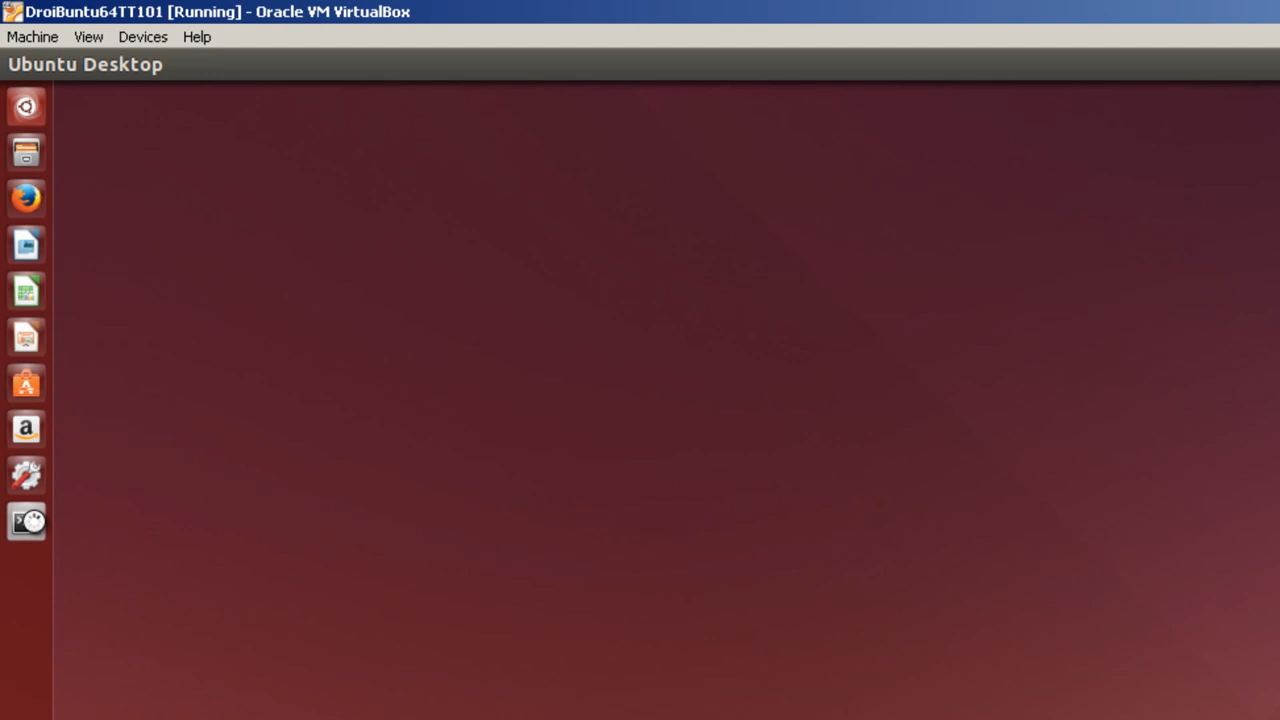 DroiBuntu64TT101 [Running] - Oracle VM VirtualBox
Machine View Devices Help
Ubuntu Desktop
a